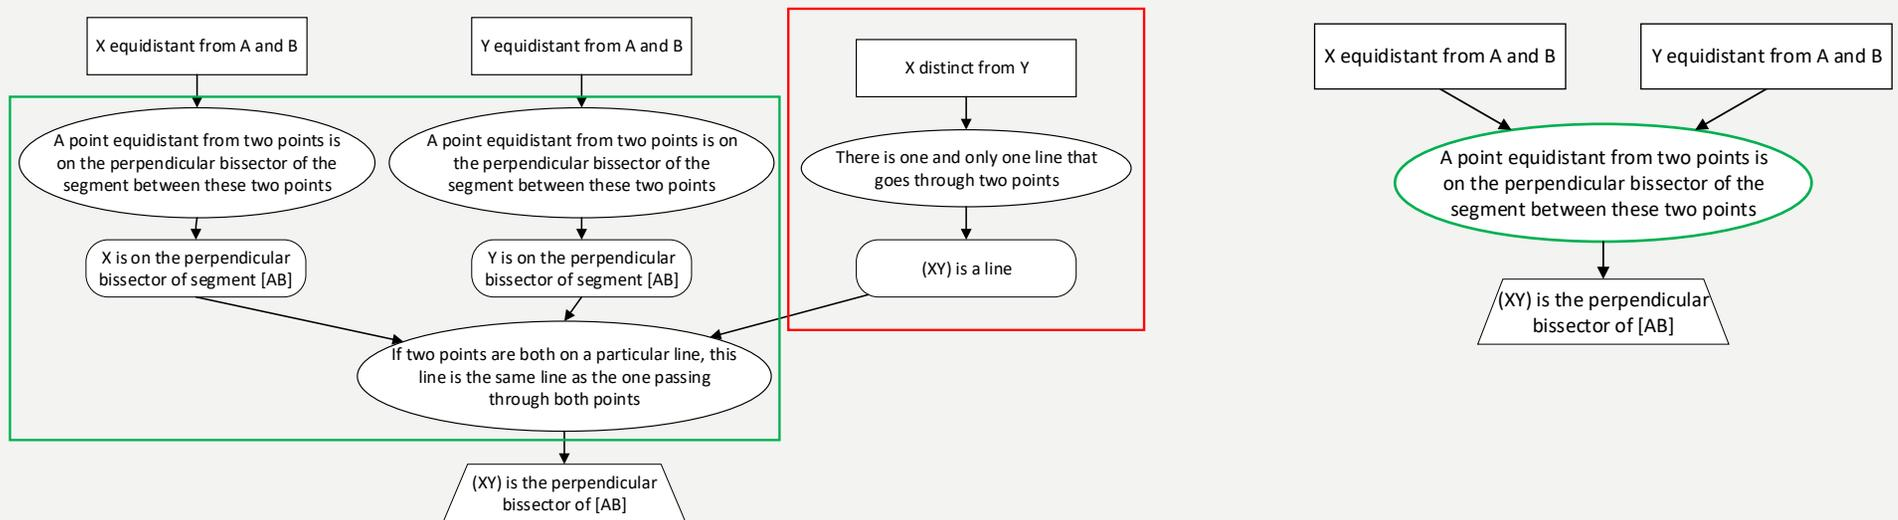 X equidistant from A and B
Y equidistant from A and B
X distinct from Y
A point equidistant from two points is
on the perpendicular bissector of the
segment between these two points
A point equidistant from two points is on
the perpendicular bissector of the
segment between these two points
There is one and only one line that
goes through two points
X is on the perpendicular
bissector of segment [AB]
Y is on the perpendicular
bissector of segment [AB]
(XY) is a line
If two points are both on a particular line, this
line is the same line as the one passing
through both points
(XY) is the perpendicular
bissector of [AB]
X equidistant from A and B
Y equidistant from A and B
A point equidistant from two points is
on the perpendicular bissector of the
segment between these two points
(XY) is the perpendicular
bissector of [AB]